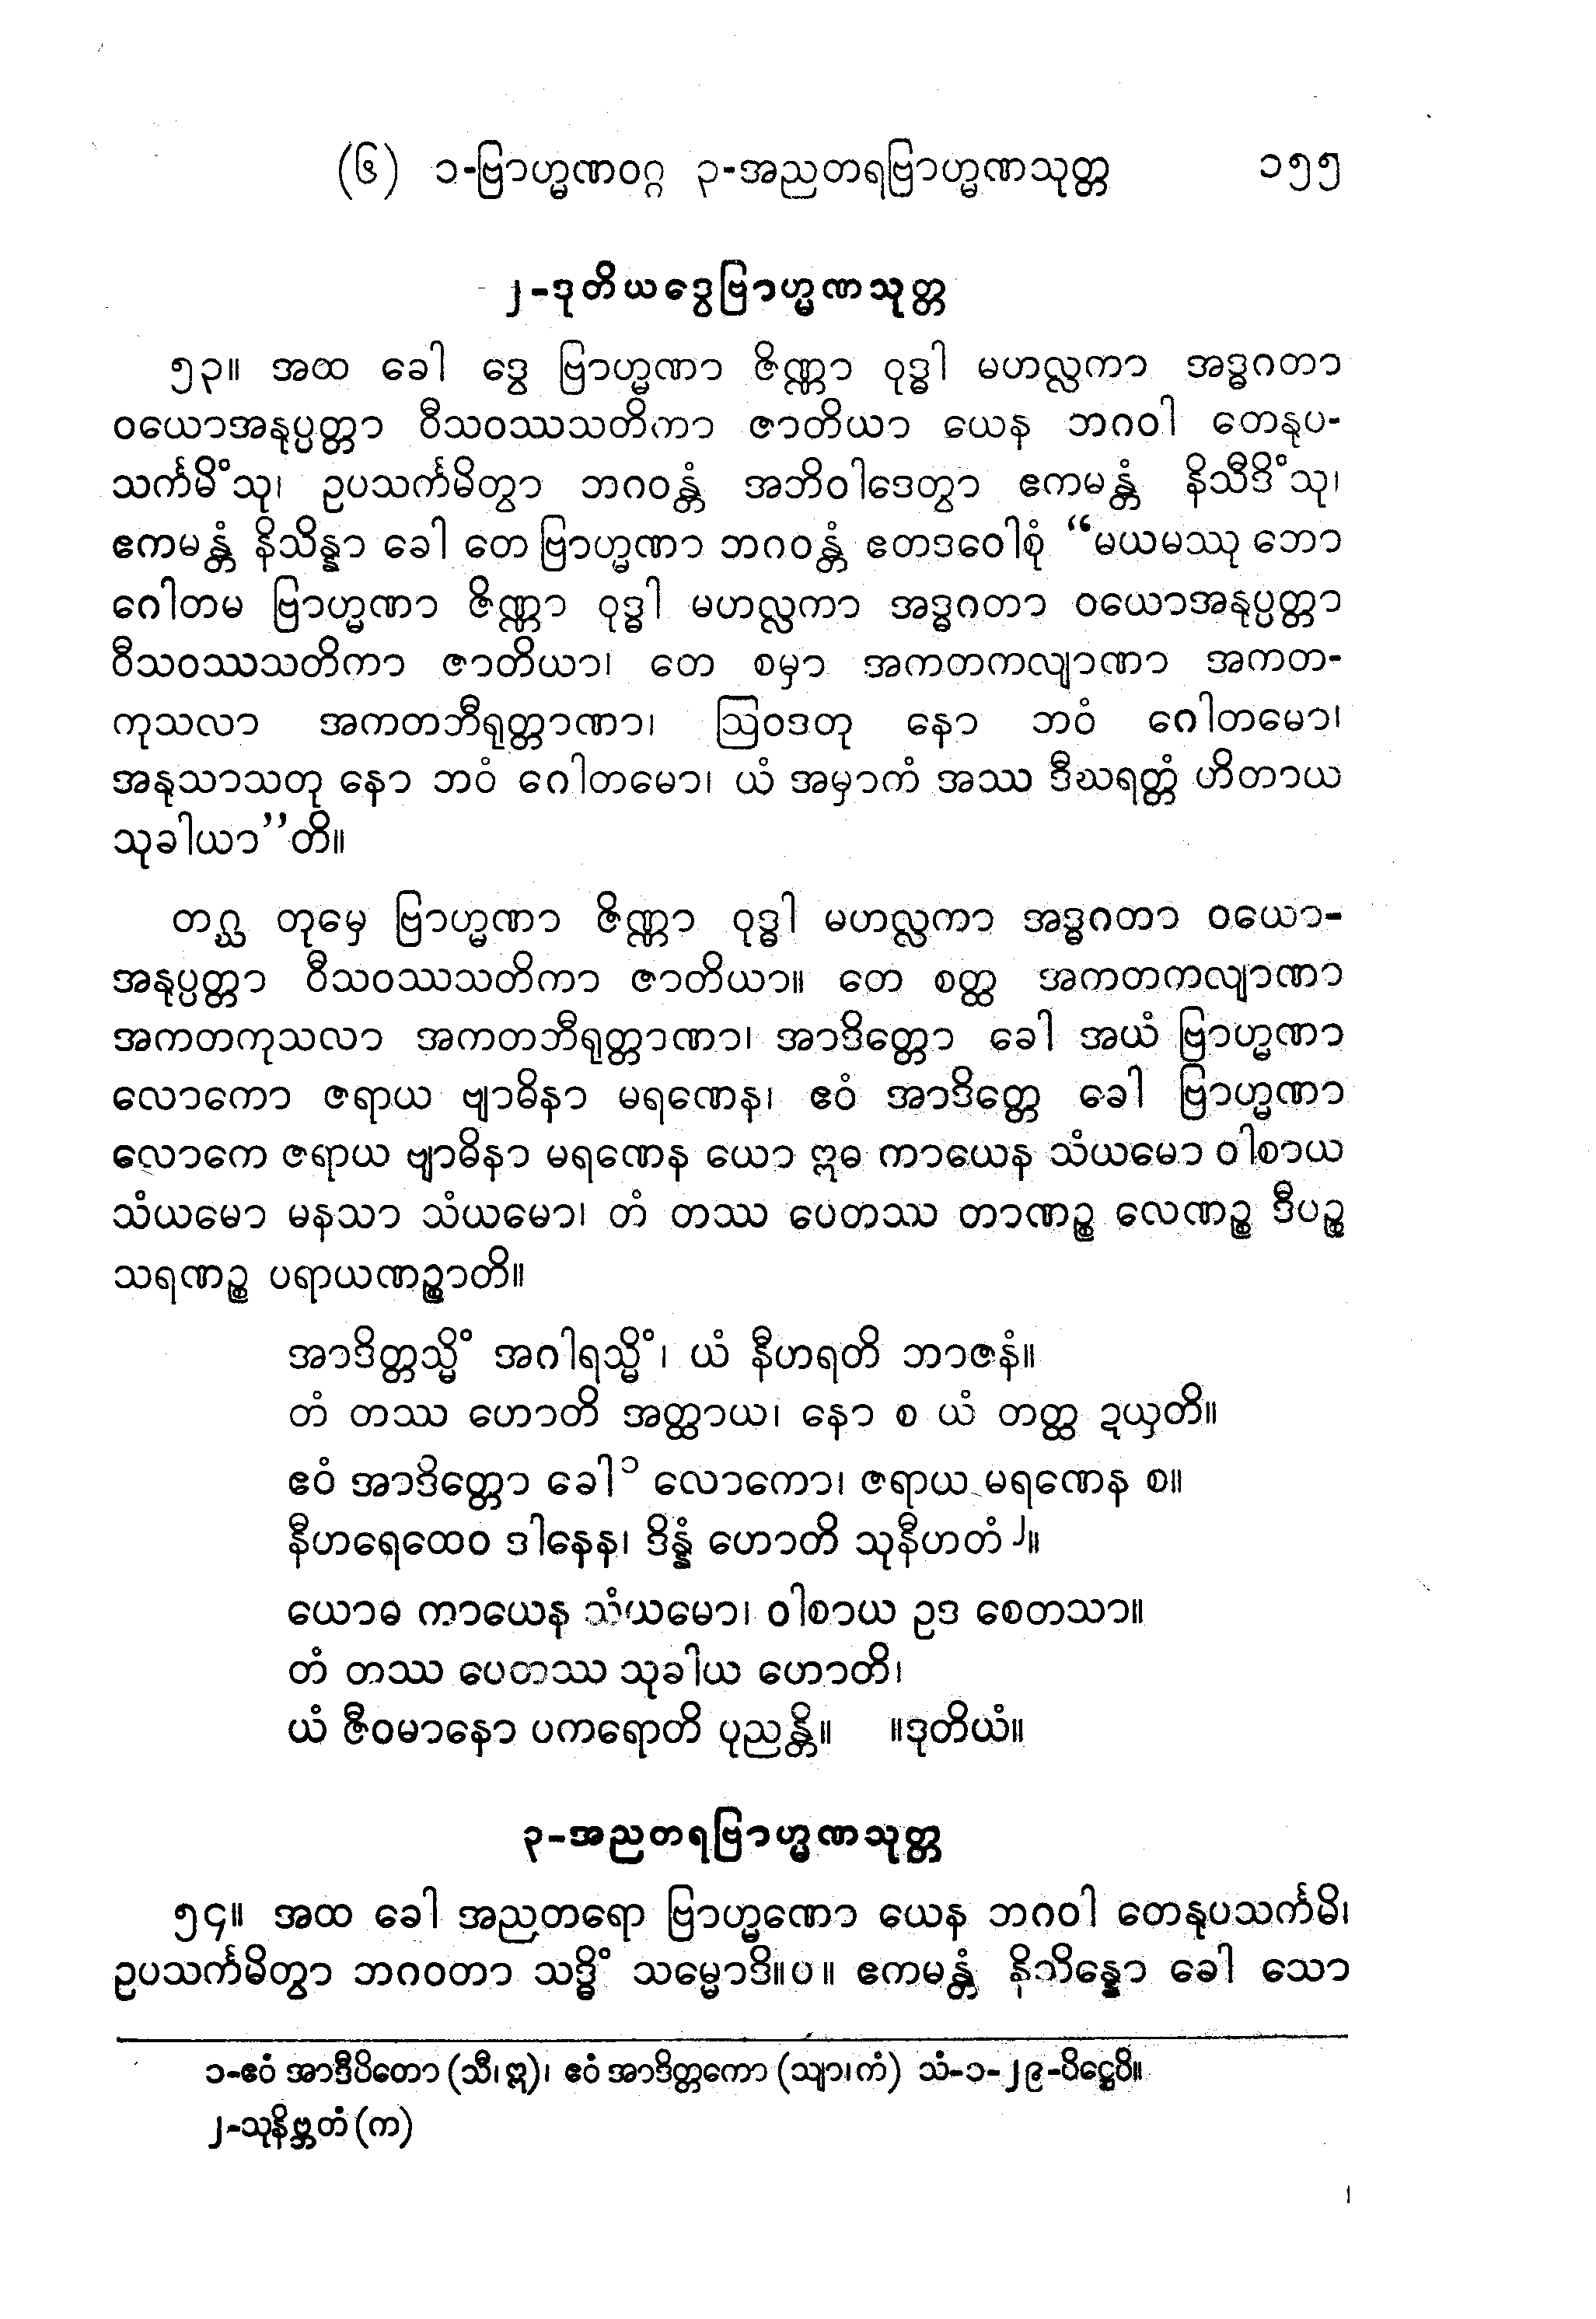 (၆) ၁-ဗြာဟ္မဏဝဂ္ဂ ၃-အညတရဗြာဟ္မဏသုတ္တ ၁၅၅
၂-ဒုတိယဒွေဗြာဟ္မဏသုတ္တ
၅၃။ အထ ခေါ ဒွေ ဗြာဟ္မဏာ ဇိဏ္ဏာ ဝုဒ္ဓါ မဟလ္လကာ အဒ္ဓဂတာ
ဝယောအနုပ္ပတ္တာ ဝီသဝဿသတိကာ ဇာတိယာ ယေန ဘဂဝါ တေနုပ-
သင်္ကမိံသု၊ ဥပသင်္ကမိတွာ ဘဂဝန္တံ အဘိဝါဒေတွာ ဧကမန္တံ နိသီဒိံသု၊
ဧကမန္တံ နိသိန္နာ ခေါ တေ ဗြာဟ္မဏာ ဘဂဝန္တံ ဧတဒဝေါစုံ “မယမဿု ဘော
ဂေါတမ ဗြာဟ္မဏာ ဇိဏ္ဏာ ဝုဒ္ဓါ မဟလ္လကာ အဒ္ဓဂတာ ဝယောအနုပ္ပတ္တာ
ဝီသဝဿသတိကာ ဇာတိယာ၊ တေ စမှာ အကတကလျာဏာ အကတ-
ကုသလာ အကတဘီရုတ္တာဏာ၊ ဩဝဒတု နော ဘဝံ ဂေါတမော၊
အနုသာသတု နော ဘဝံ ဂေါတမော၊ ယံ အမှာကံ အဿ ဒီဃရတ္တံ ဟိတာယ
သုခါယာ”တိ။
တဂ္ဃ တုမှေ ဗြာဟ္မဏာ ဇိဏ္ဏာ ဝုဒ္ဓါ မဟလ္လကာ အဒ္ဓဂတာ ဝယော-
အနုပ္ပတ္တာ ဝီသဝဿသတိကာ ဇာတိယာ။ တေ စတ္ထ အကတကလျာဏာ
အကတကုသလာ အကတဘီရုတ္တာဏာ၊ အာဒိတ္တော ခေါ အယံ ဗြာဟ္မဏာ
လောကော ဇရာယ ဗျာဓိနာ မရဏေန၊ ဧဝံ အာဒိတ္တေ ခေါ ဗြာဟ္မဏာ
လောကေ ဇရာယ ဗျာဓိနာ မရဏေန ယော ဣဓ ကာယေန သံယမော ဝါစာယ
သံယမော မနသာ သံယမော၊ တံ တဿ ပေတဿ တာဏဉ္စ လေဏဉ္စ ဒီပဉ္စ
သရဏဉ္စ ပရာယဏဉ္စာတိ။
အာဒိတ္တသ္မိံ အဂါရသ္မိံ၊ ယံ နီဟရတိ ဘာဇနံ။
တံ တဿ ဟောတိ အတ္ထာယ၊ နော စ ယံ တတ္ထ ဍယှတိ။
ဧဝံ အာဒိတ္တော ခေါ၁ လောကော၊ ဇရာယ မရဏေန စ။
နီဟရေထေဝ ဒါနေန၊ ဒိန္နံ ဟောတိ သုနီဟတံ၂။
ယောဓ ကာယေန သံယမော၊ ဝါစာယ ဥဒ စေတသာ။
တံ တဿ ပေတဿ သုခါယ ဟောတိ၊
ယံ ဇီဝမာနော ပကရောတိ ပုညန္တိ။ ။ဒုတိယံ။
၃-အညတရဗြာဟ္မဏသုတ္တ
၅၄။ အထ ခေါ အညတရော ဗြာဟ္မဏော ယေန ဘဂဝါ တေနုပသင်္ကမိ၊
ဥပသင်္ကမိတွာ ဘဂဝတာ သဒ္ဓိံ သမ္မောဒိ။ပ။ ဧကမန္တံ နိသိန္နော ခေါ သော
၁-ဧဝံ အာဒီပိတော (သီ၊ ဣ)၊ ဧဝံ အာဒိတ္တကော (သျာ၊ ကံ) သံ-၁-၂၉-ပိဋ္ဌေပိ။
၂-သုနိဗ္ဘတံ (က)